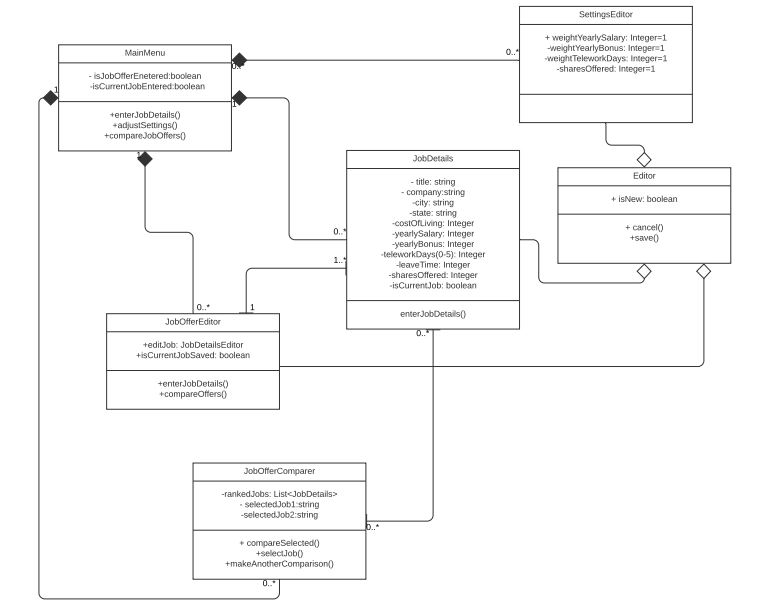 SettingsEditor
+ weightYearlySalary: Integer=1
-weightYearlyBonus: Integer=1
-weightTeleworkDays: Integer=1
-sharesOffered: Integer=1
MainMenu
- isJobOfferEnetered:boolean
-isCurrentJobEntered:boolean
+enterJobDetails()
+adjustSettings()
+compareJobOffers()
0..*
0..*
1
1
1
JobDetails
- title: string
- company:string
-city: string
-state: string
-costOfLiving: Integer
-yearlySalary: Integer
-yearlyBonus: Integer
-teleworkDays(0-5): Integer
-leaveTime: Integer
-sharesOffered: Integer
-isCurrentJob: boolean
enterJobDetails()
Editor
+ isNew: boolean
+ cancel()
+save()
0..*
1..*
0..*
1
0..*
JobOfferEditor
+editJob: JobDetailsEditor
+isCurrentJobSaved: boolean
+enterJobDetails()
+compareOffers()
JobOfferComparer
-rankedJobs: List<JobDetails>
- selectedJob1:string
-selectedJob2:string
+ compareSelected()
+selectJob()
+makeAnotherComparison()
0..*
0..*